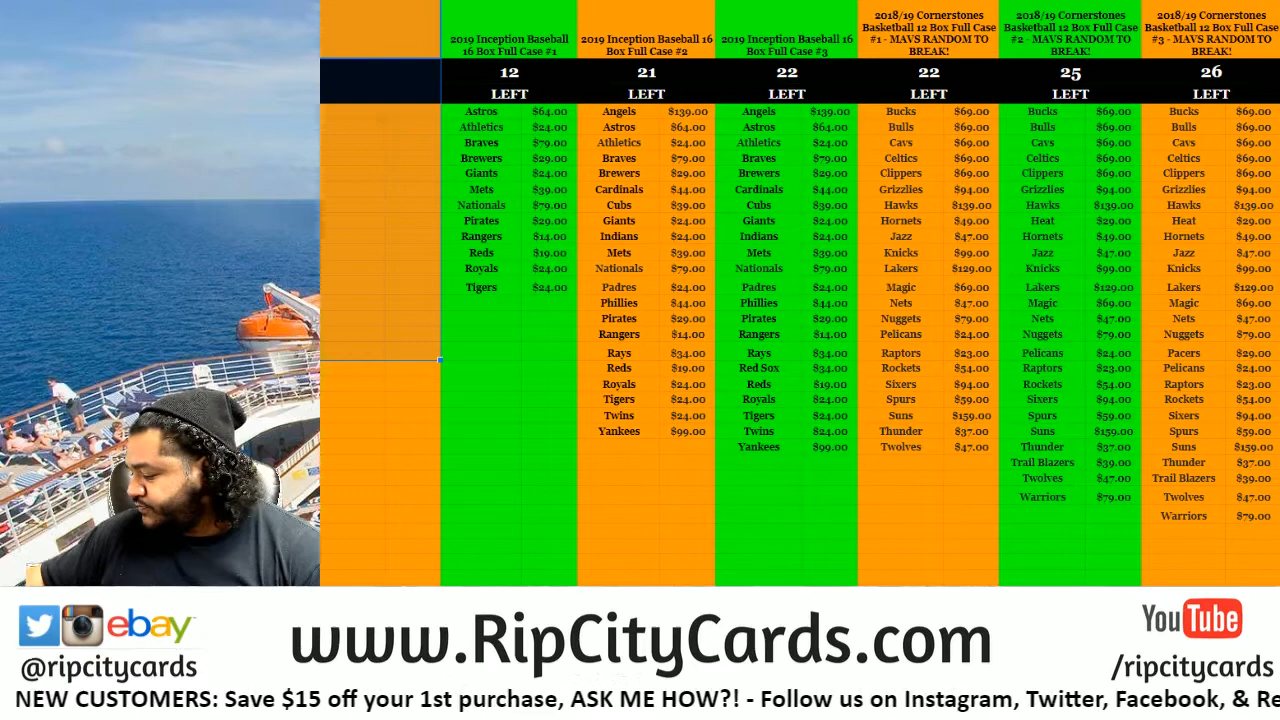 2019 Inception Baseball
16 Box Full Case #1
12
LEFT
Astros $64.00
Athletics $24.00
Braves $79.00
Brewers $29.00
Giants $24.00
Mets $39.00
Nationals $79.00
Pirates $29.00
Rangers $14.00
Reds $19.00
Royals $24.00
Tigers $24.00
2019 Inception Baseball 16
Box Full Case #2
21
LEFT
Angels $139.00
Astros $64.00
Athletics $24.00
Braves $79.00
Brewers $29.00
Cardinals $44.00
Cubs $39.00
Giants $24.00
Indians $24.00
Mets $39.00
Nationals $79.00
Padres $24.00
Phillies $44.00
Pirates $29.00
Rangers $14.00
Rays $34.00
Reds $19.00
Royals $24.00
Tigers $24.00
Twins $24.00
Yankees $99.00
2019 Inception Baseball 16
Box Full Case #3
22
LEFT
Angels $139.00
Astros $64.00
Athletics $24.00
Braves $79.00
Brewers $29.00
Cardinals $44.00
Cubs $39.00
Giants $24.00
Indians $24.00
Mets $39.00
Nationals $79.00
Padres $24.00
Phillies $44.00
Pirates $29.00
Rangers $14.00
Rays $34.00
Red Sox $34.00
Reds $19.00
Royals $24.00
Tigers $24.00
Twins $24.00
Yankees $99.00
2018/19 Cornerstones
Basketball 12 Box Full Case
#1 - MAVS RANDOM TO
BREAK!
22
LEFT
Bucks $69.00
Bulls $69.00
Cavs $69.00
Celtics $69.00
Clippers $69.00
Grizzlies $94.00
Hawks $139.00
Hornets $49.00
Jazz $47.00
Knicks $99.00
Lakers $129.00
Magic $69.00
Nets $47.00
Nuggets $79.00
Pelicans $24.00
Raptors $23.00
Rockets $54.00
Sixers $94.00
Spurs $59.00
Suns $159.00
Thunder $37.00
Twolves $47.00
2018/19 Cornerstones
Basketball 12 Box Full Case
#2 - MAVS RANDOM TO
BREAK!
25
LEFT
Bucks $69.00
Bulls $69.00
Cavs $69.00
Celtics $69.00
Clippers $69.00
Grizzlies $94.00
Hawks $139.00
Heat $29.00
Hornets $49.00
Jazz $47.00
Knicks $99.00
Lakers $129.00
Magic $69.00
Nets $47.00
Nuggets $79.00
Pelicans $24.00
Raptors $23.00
Rockets $54.00
Sixers $94.00
Spurs $59.00
Suns $159.00
Thunder $37.00
Trail Blazers $39.00
Twolves $47.00
Warriors $79.00
2018/19 Cornerstones
Basketball 12 Box Full Case
#3 - MAVS RANDOM TO
BREAK!
26
LEFT
Bucks $69.00
Bulls $69.00
Cavs $69.00
Celtics $69.00
Clippers $69.00
Grizzlies $94.00
Hawks $139.00
Heat $29.00
Hornets $49.00
Jazz $47.00
Knicks $99.00
Lakers $129.00
Magic $69.00
Nets $47.00
Nuggets $79.00
Pacers $29.00
Pelicans $24.00
Raptors $23.00
Rockets $54.00
Sixers $94.00
Spurs $59.00
Suns $159.00
Thunder $37.00
Trail Blazers $39.00
Twolves $47.00
Warriors $79.00
ebay
@ripcitycards
www.RipCityCards.com
YouTube
/ripcitycards
NEW CUSTOMERS: Save $15 off your 1st purchase, ASK ME HOW?! - Follow us on Instagram, Twitter, Facebook, & Re